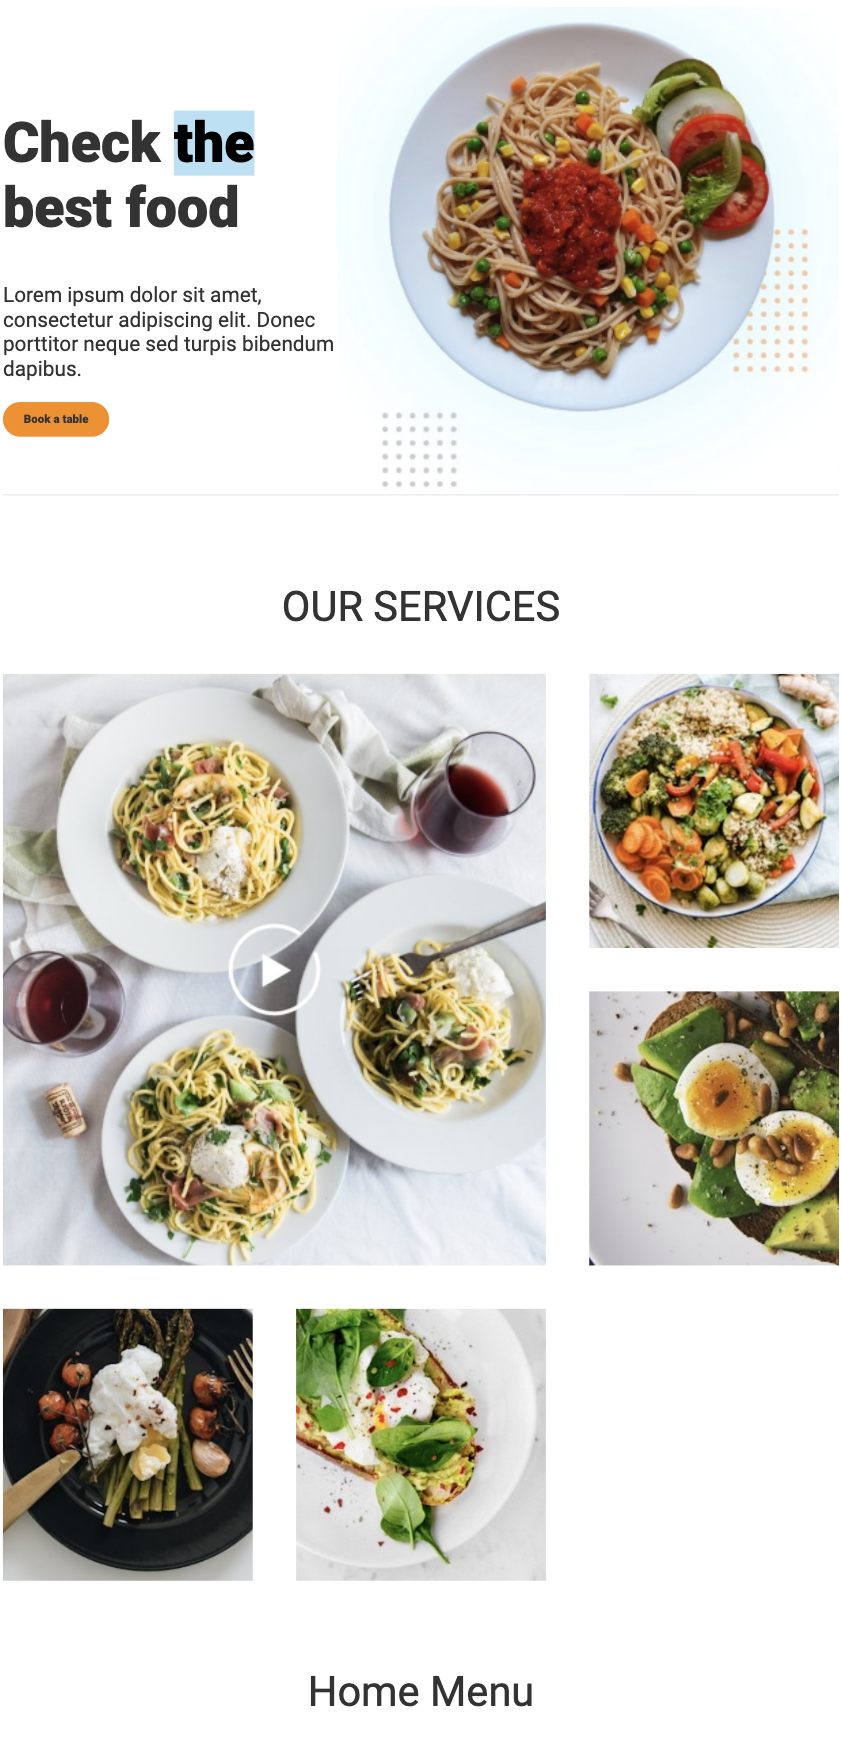 Check the
best food
Lorem ipsum dolor sit amet,
consectetur adipiscing elit. Donec
porttitor neque sed turpis bibendum
dapibus.
Book a table
OUR SERVICES
Home Menu